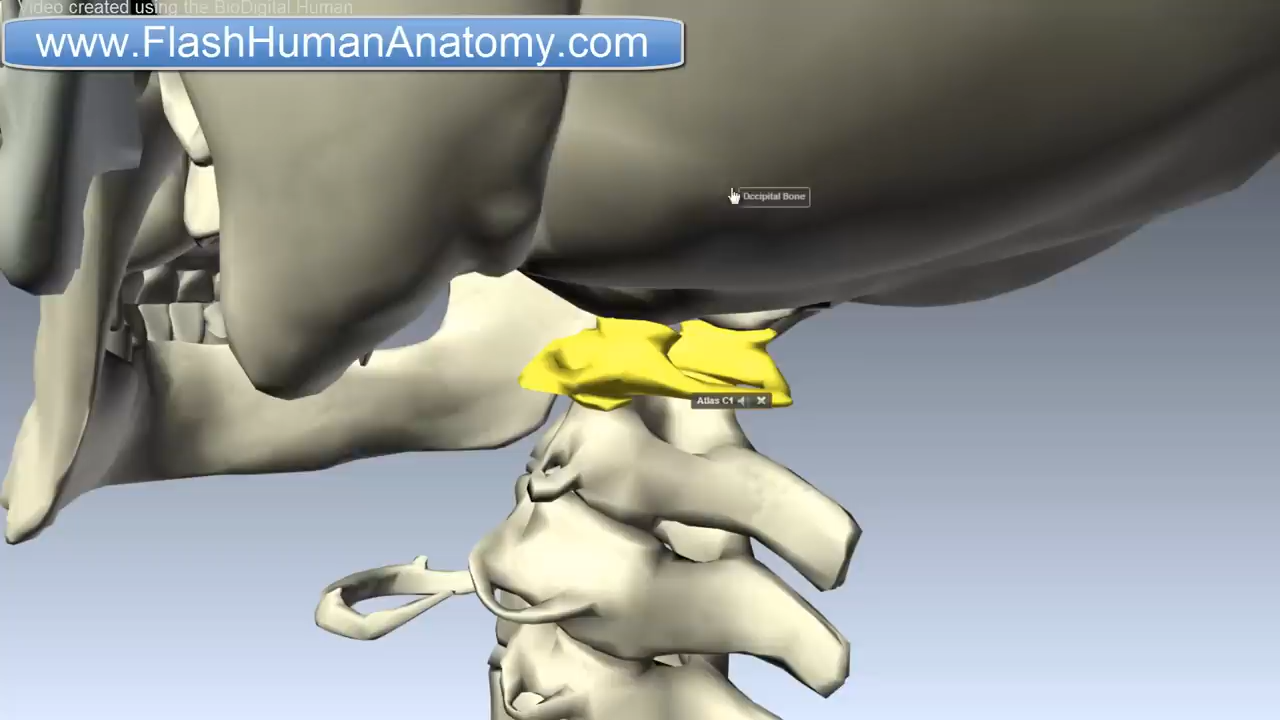 Video created using the BioDigital Human
www.FlashHumanAnatomy.com
Occipital Bone
Atlas C1